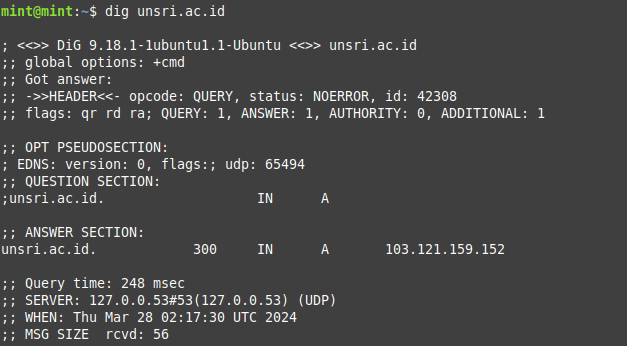 mint@mint:~$ dig unsri.ac.id
; <<>> DiG 9.18.1-1ubuntu1.1-Ubuntu <<>> unsri.ac.id
;; global options: +cmd
;; Got answer:
;; ->>HEADER<<- opcode: QUERY, status: NOERROR, id: 42308
;; flags: qr rd ra; QUERY: 1, ANSWER: 1, AUTHORITY: 0, ADDITIONAL: 1
;; OPT PSEUDOSECTION:
; EDNS: version: 0, flags:; udp: 65494
;; QUESTION SECTION:
;unsri.ac.id. IN A
;; ANSWER SECTION:
unsri.ac.id. 300 IN A 103.121.159.152
;; Query time: 248 msec
;; SERVER: 127.0.0.53#53(127.0.0.53) (UDP)
;; WHEN: Thu Mar 28 02:17:30 UTC 2024
;; MSG SIZE rcvd: 56